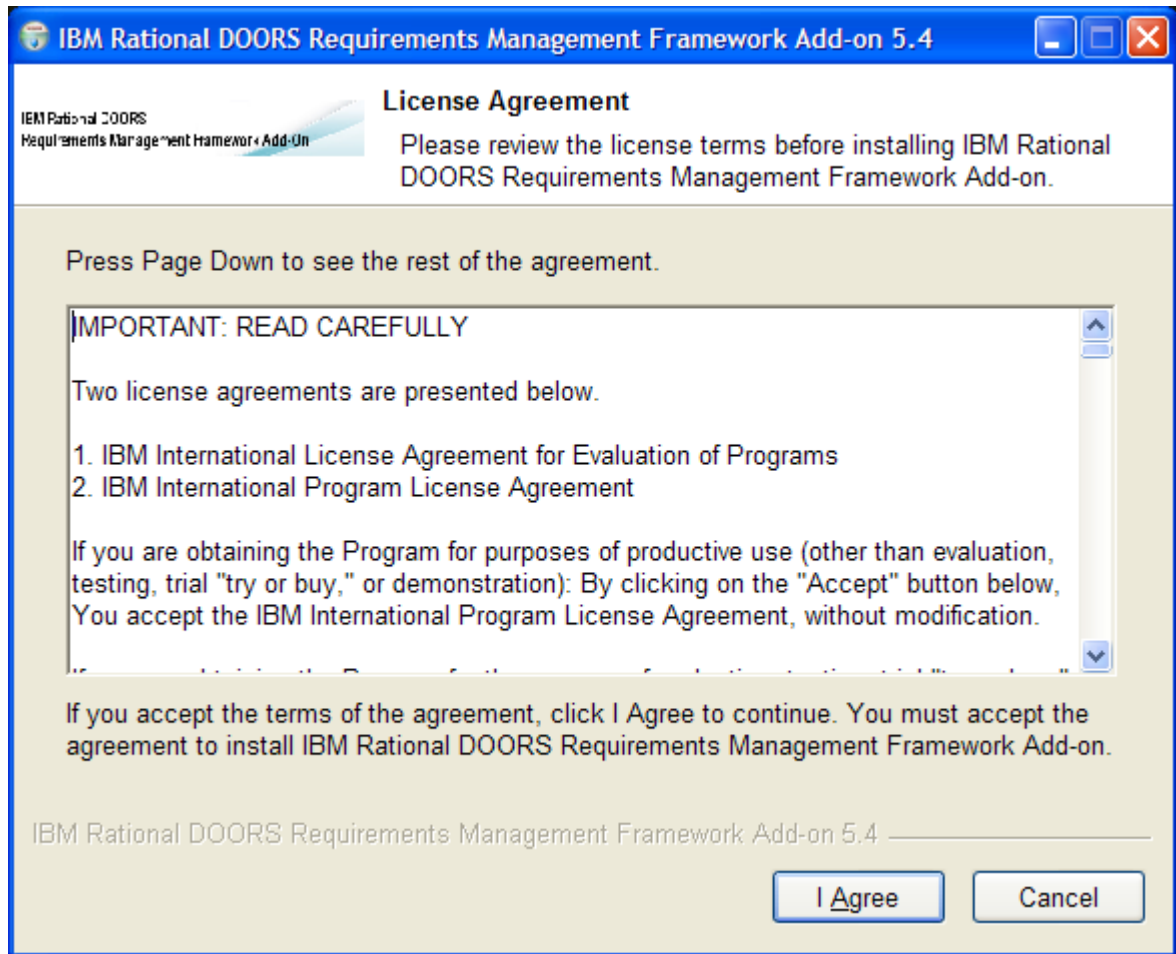 IBM Rational DOORS Requirements Management Framework Add-on 5.4
IBM Rational DOORS
Requirements Management Framework Add-On
License Agreement
Please review the license terms before installing IBM Rational
DOORS Requirements Management Framework Add-on.
Press Page Down to see the rest of the agreement.
IMPORTANT: READ CAREFULLY
Two license agreements are presented below.
1. IBM International License Agreement for Evaluation of Programs
2. IBM International Program License Agreement
If you are obtaining the Program for purposes of productive use (other than evaluation,
testing, trial "try or buy," or demonstration): By clicking on the "Accept" button below,
You accept the IBM International Program License Agreement, without modification.
If you accept the terms of the agreement, click I Agree to continue. You must accept the
agreement to install IBM Rational DOORS Requirements Management Framework Add-on.
IBM Rational DOORS Requirements Management Framework Add-on 5.4
I Agree
Cancel